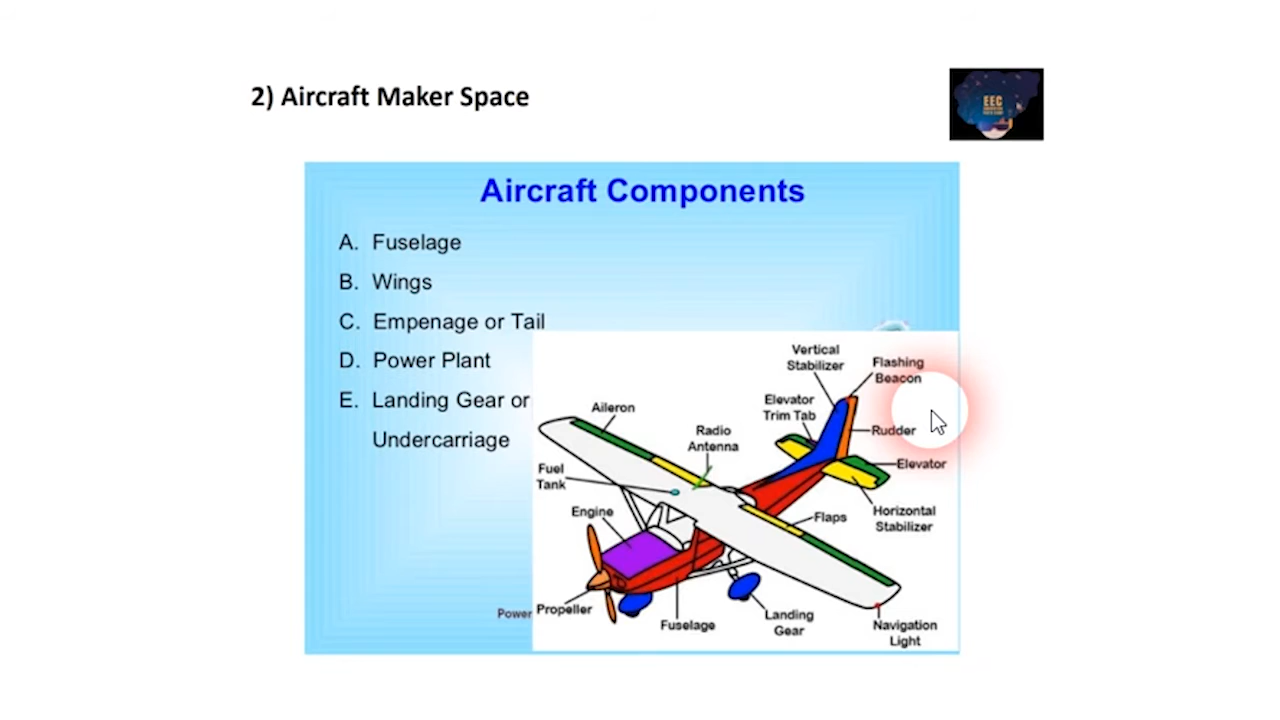 2) Aircraft Maker Space
EEC
Aircraft Components
A. Fuselage
B. Wings
C. Empenage or Tail
D. Power Plant
E. Landing Gear or
Undercarriage
Power
Vertical
Stabilizer
Flashing
Beacon
Elevator
Trim Tab
Aileron
Radio
Antenna
Rudder
Elevator
Fuel
Tank
Engine
Flaps
Horizontal
Stabilizer
Propeller
Fuselage
Landing
Gear
Navigation
Light